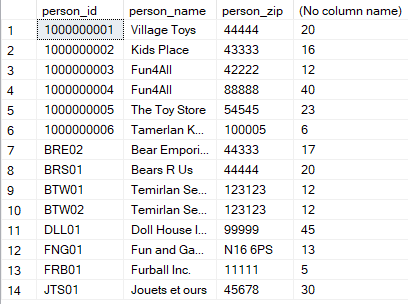 person_id person_name person_zip (No column name)
1 1000000001 Village Toys 44444 20
2 1000000002 Kids Place 43333 16
3 1000000003 Fun4All 42222 12
4 1000000004 Fun4All 88888 40
5 1000000005 The Toy Store 54545 23
6 1000000006 Tamerlan K... 100005 6
7 BRE02 Bear Empori... 44333 17
8 BRS01 Bears R Us 44444 20
9 BTW01 Temirlan Se... 123123 12
10 BTW02 Temirlan Se... 123123 12
11 DLL01 Doll House I... 99999 45
12 FNG01 Fun and Ga... N16 6PS 13
13 FRB01 Furball Inc. 11111 5
14 JTS01 Jouets et ours 45678 30